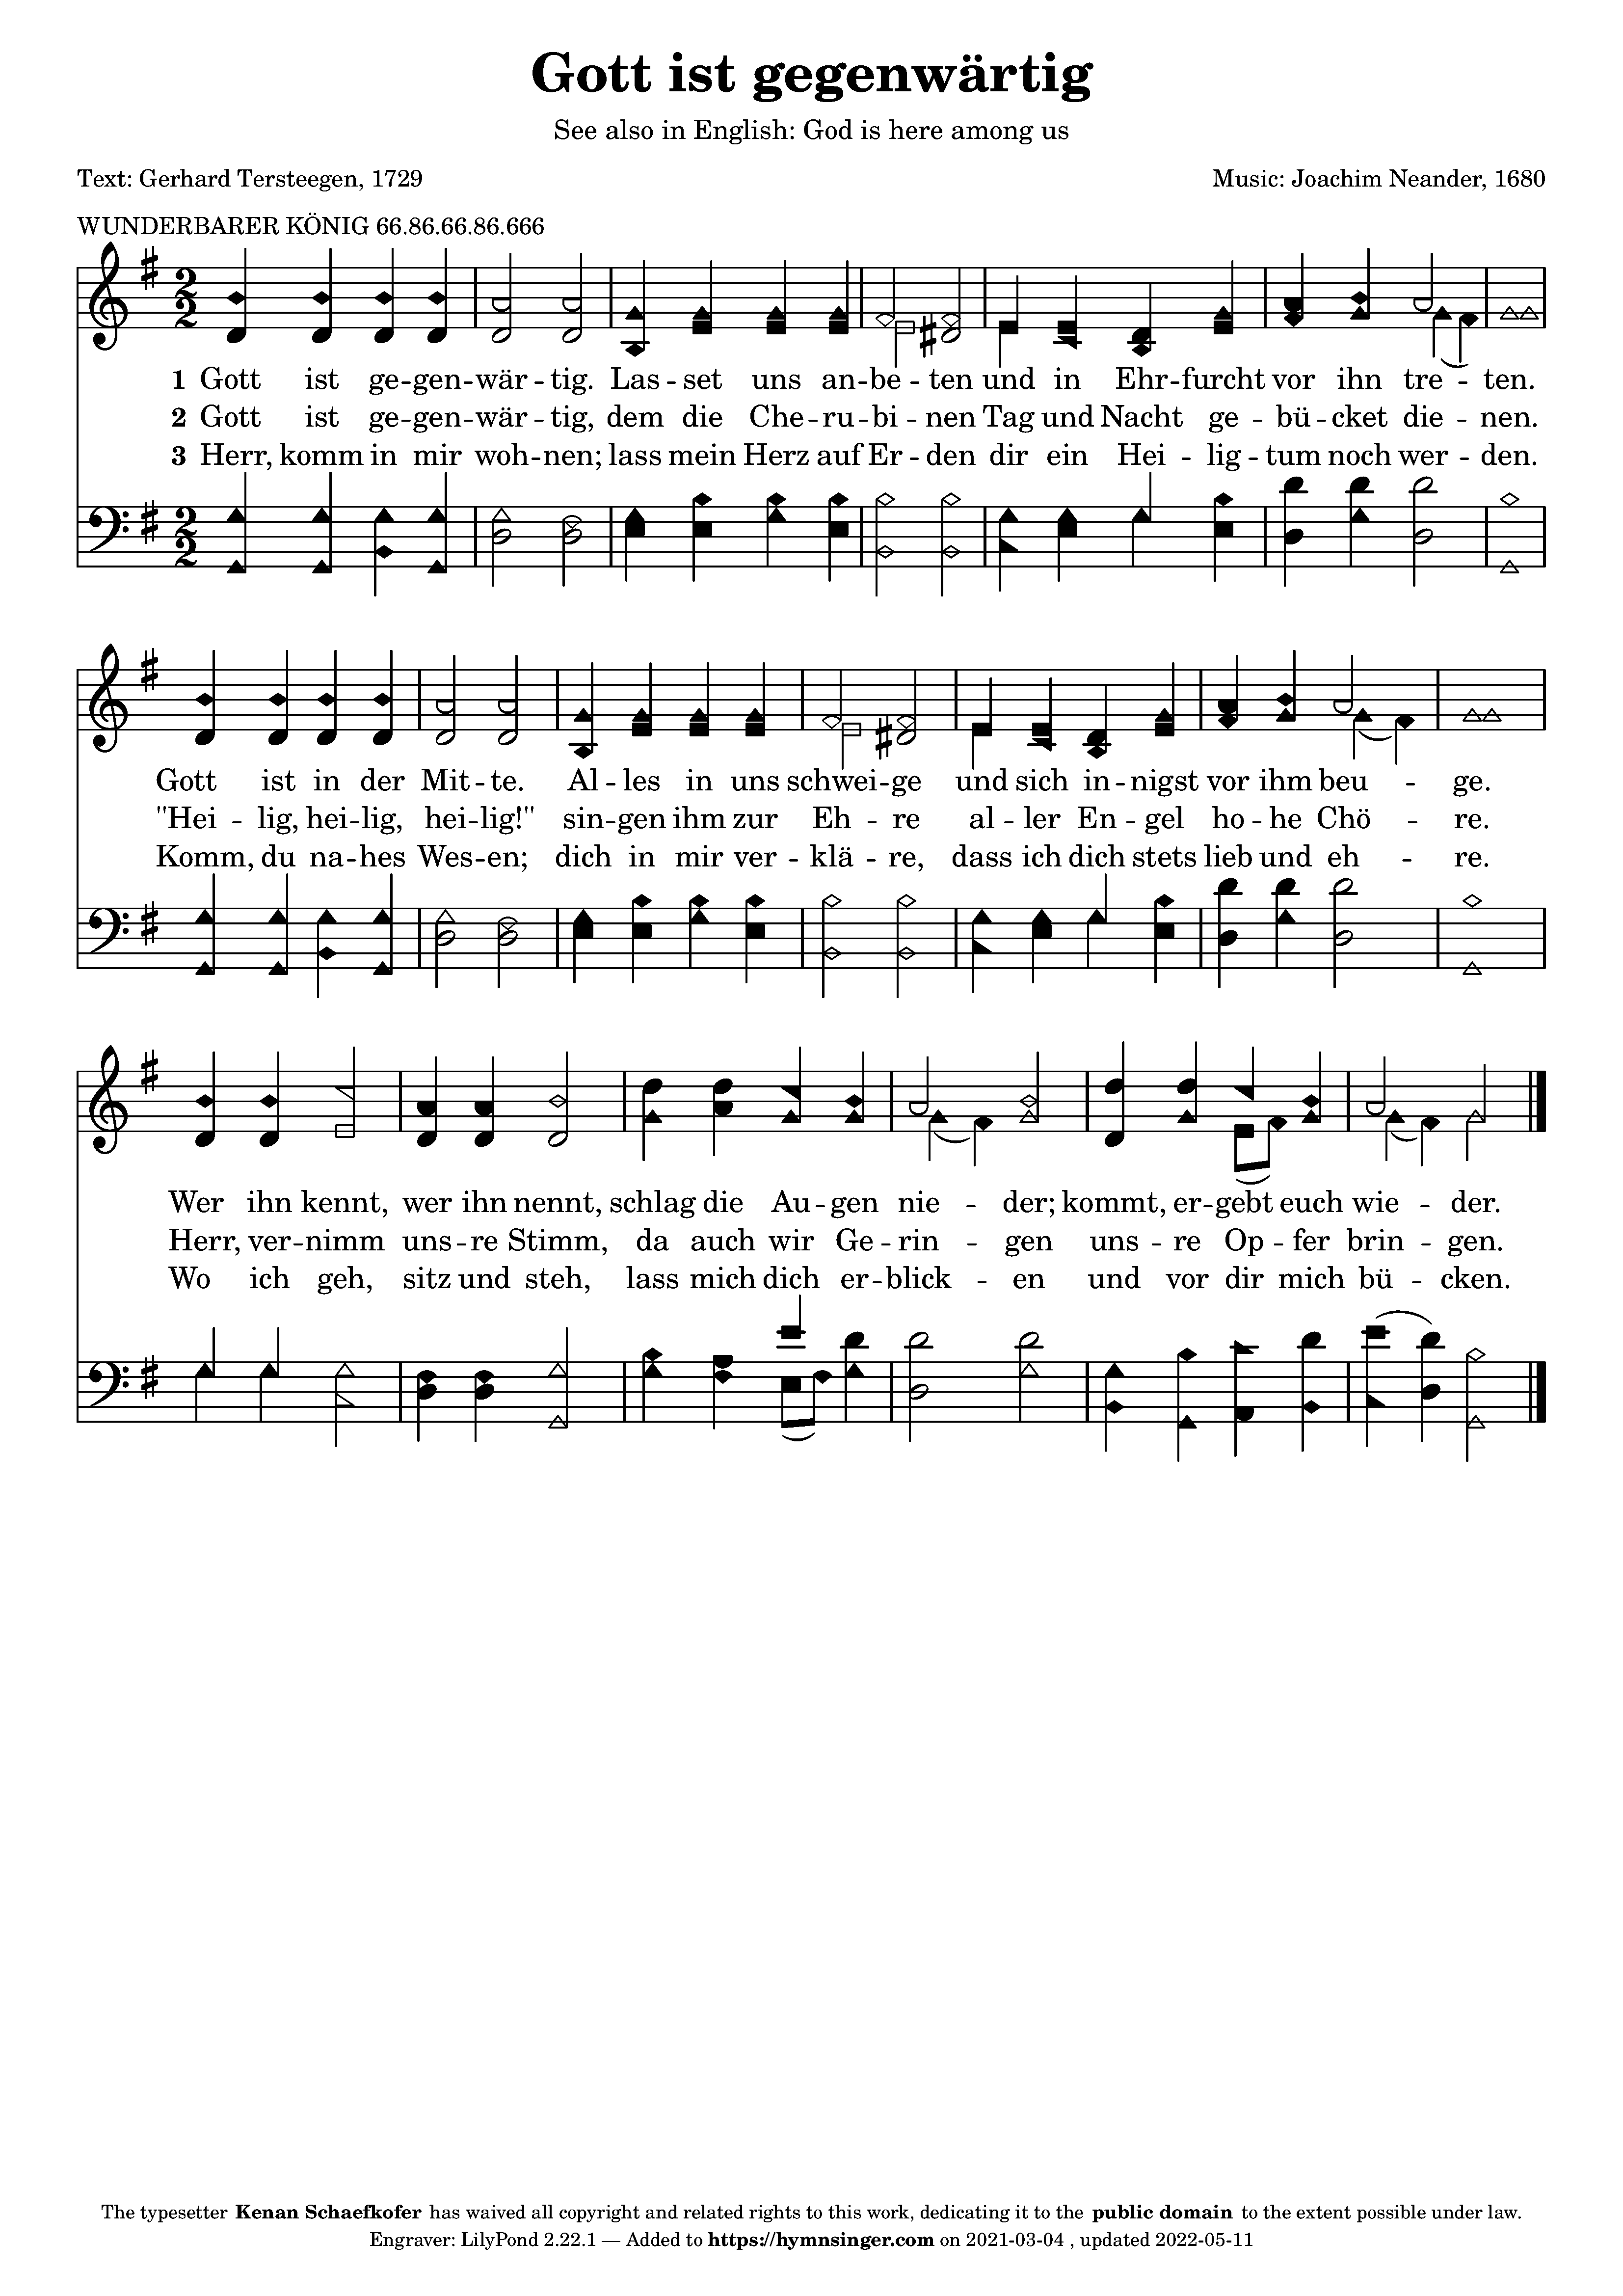 Gott ist gegenwärtig
See also in English: God is here among us
Text: Gerhard Tersteegen, 1729
Music: Joachim Neander, 1680
WUNDERBARER KÖNIG 66.86.66.86.666
1 Gott ist ge -- gen -- wär -- tig. Las -- set uns an -- be -- ten und in Ehr -- furcht vor ihn tre -- ten.
2 Gott ist ge -- gen -- wär -- tig, dem die Che -- ru -- bi -- nen Tag und Nacht ge -- bü -- cket die -- nen.
3 Herr, komm in mir woh -- nen; lass mein Herz auf Er -- den dir ein Hei -- lig -- tum noch wer -- den.
Gott ist in der Mit -- te. Al -- les in uns schwei -- ge und sich in -- nigst vor ihm beu -- ge.
"Hei -- lig, hei -- lig, hei -- lig!" sin -- gen ihm zur Eh -- re al -- ler En -- gel ho -- he Chö -- re.
Komm, du na -- hes Wes -- en; dich in mir ver -- klä -- re, dass ich dich stets lieb und eh -- re.
Wer ihn kennt, wer ihn nennt, schlag die Au -- gen nie -- der; kommt, er -- gebt euch wie -- der.
Herr, ver -- nimm uns -- re Stimm, da auch wir Ge -- rin -- gen uns -- re Op -- fer brin -- gen.
Wo ich geh, sitz und steh, lass mich dich er -- blick -- en und vor dir mich bü -- cken.
The typesetter Kenan Schaefkofer has waived all copyright and related rights to this work, dedicating it to the public domain to the extent possible under law.
Engraver: LilyPond 2.22.1 — Added to https://hymnsinger.com on 2021-03-04 , updated 2022-05-11